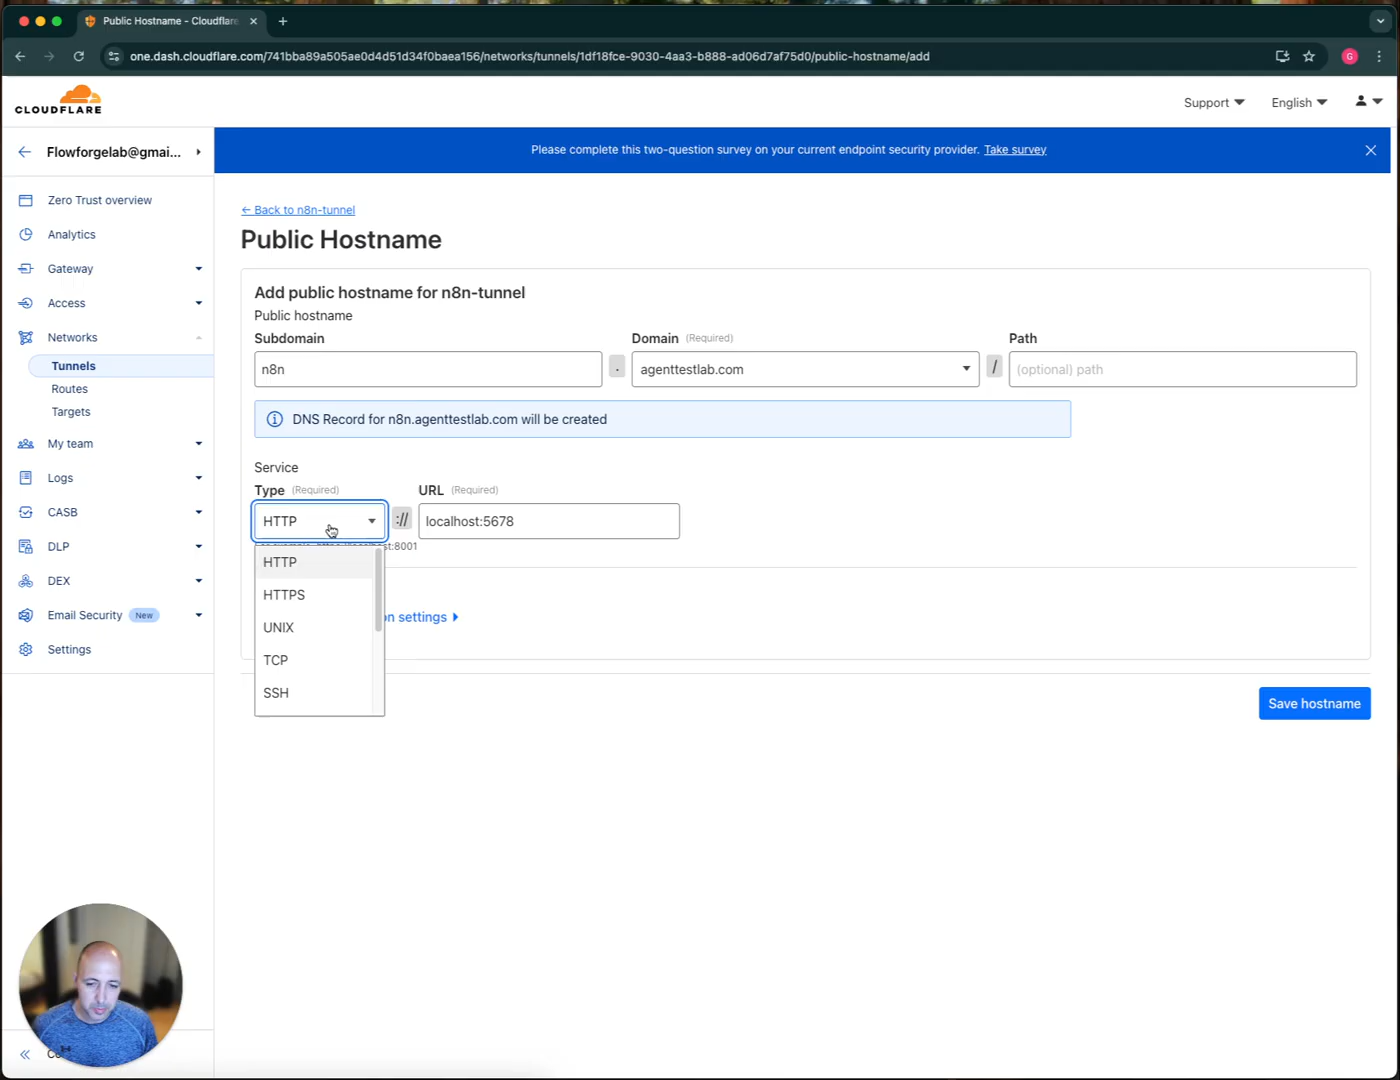 Public Hostname - Cloudflare
one.dash.cloudflare.com/741bba89a505ae0d4d51d34f0baea156/networks/tunnels/1df18fce-9030-4aa3-b888-ad06d7af75d0/public-hostname/add
G
CLOUDFLARE
Support
English
Flowforgelab@gmai...
Please complete this two-question survey on your current endpoint security provider. Take survey
Zero Trust overview
Analytics
Gateway
Access
Networks
Tunnels
Routes
Targets
My team
Logs
CASB
DLP
DEX
Email Security New
Settings
← Back to n8n-tunnel
Public Hostname
Add public hostname for n8n-tunnel
Public hostname
Subdomain
Domain (Required)
Path
n8n
.
agenttestlab.com
/
(optional) path
DNS Record for n8n.agenttestlab.com will be created
Service
Type (Required)
URL (Required)
HTTP
://
localhost:5678
st:8001
HTTP
HTTPS
UNIX
TCP
SSH
on settings
Save hostname